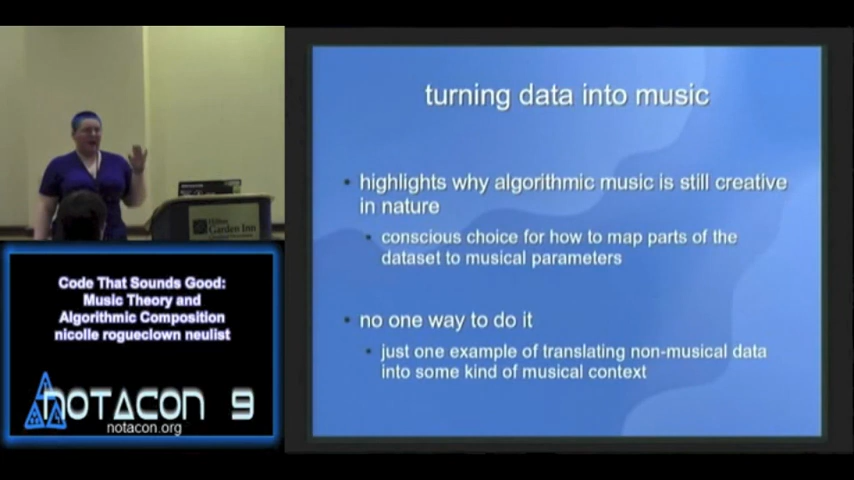 turning data into music
• highlights why algorithmic music is still creative
in nature
• conscious choice for how to map parts of the
dataset to musical parameters
• no one way to do it
• just one example of translating non-musical data
into some kind of musical context
Hilton
Garden Inn
Code That Sounds Good:
Music Theory and
Algorithmic Composition
nicolle rogueclown neulist
NOTACON 9
notacon.org